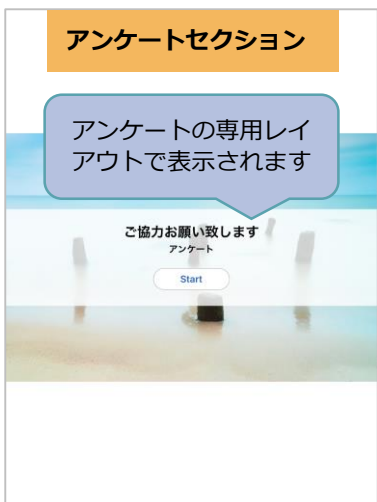 アンケートセクション
アンケートの専用レイ
アウトで表示されます
ご協力お願い致します
アンケート
Start